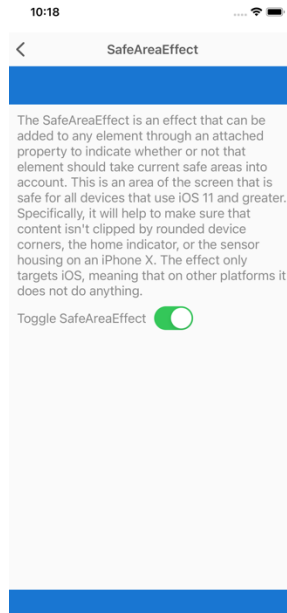 10:18
SafeAreaEffect
The SafeAreaEffect is an effect that can be
added to any element through an attached
property to indicate whether or not that
element should take current safe areas into
account. This is an area of the screen that is
safe for all devices that use iOS 11 and greater.
Specifically, it will help to make sure that
content isn't clipped by rounded device
corners, the home indicator, or the sensor
housing on an iPhone X. The effect only
targets iOS, meaning that on other platforms it
does not do anything.
Toggle SafeAreaEffect